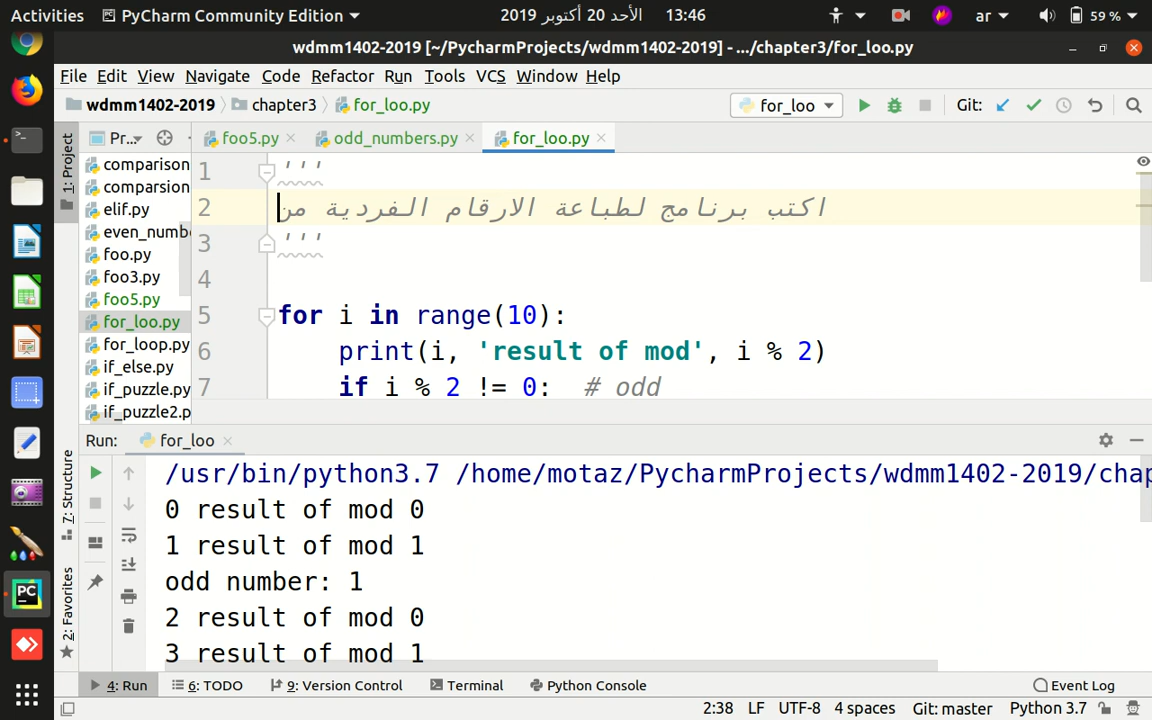 Activities
PyCharm Community Edition
الأحد 20 أكتوبر 2019 13:46
ar
59 %
wdmm1402-2019 [~/PycharmProjects/wdmm1402-2019] - .../chapter3/for_loo.py
File Edit View Navigate Code Refactor Run Tools VCS Window Help
wdmm1402-2019 chapter3 for_loo.py
for_loo
Git:
1: Project
Pr...
foo5.py
odd_numbers.py
for_loo.py
comparison
comparsion
elif.py
even_numb
foo.py
foo3.py
foo5.py
for_loo.py
for_loop.py
if_else.py
if_puzzle.py
if_puzzle2.p
1 '''
2 اكتب برنامج لطباعة الارقام الفردية من
3 '''
4
5 for i in range(10):
6 print(i, 'result of mod', i % 2)
7 if i % 2 != 0: # odd
Run: for_loo
7: Structure
2: Favorites
/usr/bin/python3.7 /home/motaz/PycharmProjects/wdmm1402-2019/chap
0 result of mod 0
1 result of mod 1
odd number: 1
2 result of mod 0
3 result of mod 1
4: Run 6: TODO 9: Version Control Terminal Python Console Event Log
2:38 LF UTF-8 4 spaces Git: master Python 3.7